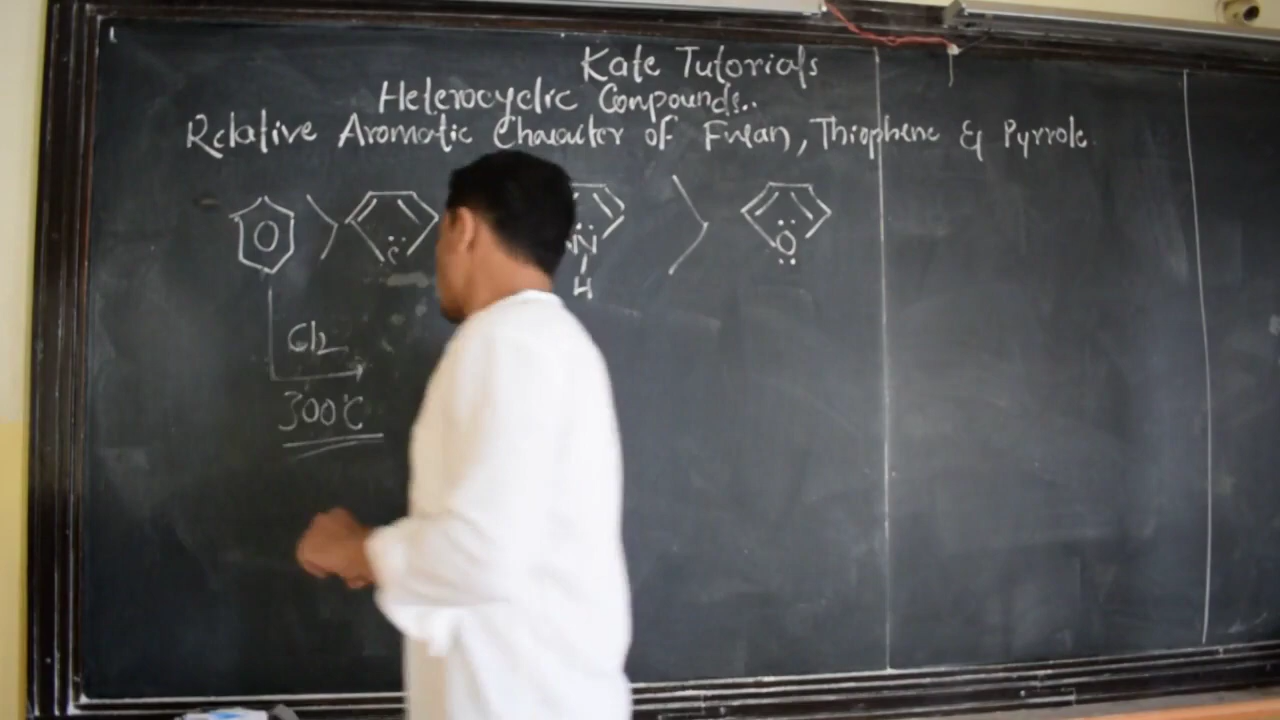 Kate Tutorials
Heterocyclic Compounds..
Relative Aromatic Character of Furan, Thiophene & Pyrrole.
N O
H
Cl2
300°C